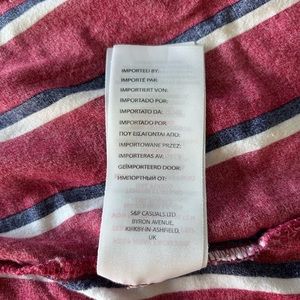 IMPORTED BY:
IMPORTÉ PAR:
IMPORTIERT VON:
IMPORTADO POR:
IMPORTATO DA:
IMPORTADO POR:
ΠΟΥ ΕΙΣΑΓΟΝΤΑΙ ΑΠΟ:
IMPORTOWANE PRZEZ:
IMPORTERAS AV:
GEÏMPORTEERD DOOR:
ИМПОРТНЫЙ ОТ:
S&P CASUALS LTD
BYRON AVENUE,
KIRKBY-IN-ASHFIELD,
UK